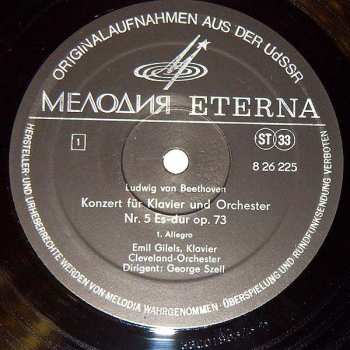 ORIGINALAUFNAHMEN AUS DER UdSSR
МЕЛОДИЯ ETERNA
1
ST 33
8 26 225
Ludwig van Beethoven
Konzert für Klavier und Orchester
Nr. 5 Es-dur op. 73
1. Allegro
Emil Gilels, Klavier
Cleveland-Orchester
Dirigent: George Szell
HERSTELLER UND URHEBERRECHTE WERDEN VON MELODIA WAHRGENOMMEN · ÜBERSPIELUNG UND RUNDFUNKSENDUNG VERBOTEN